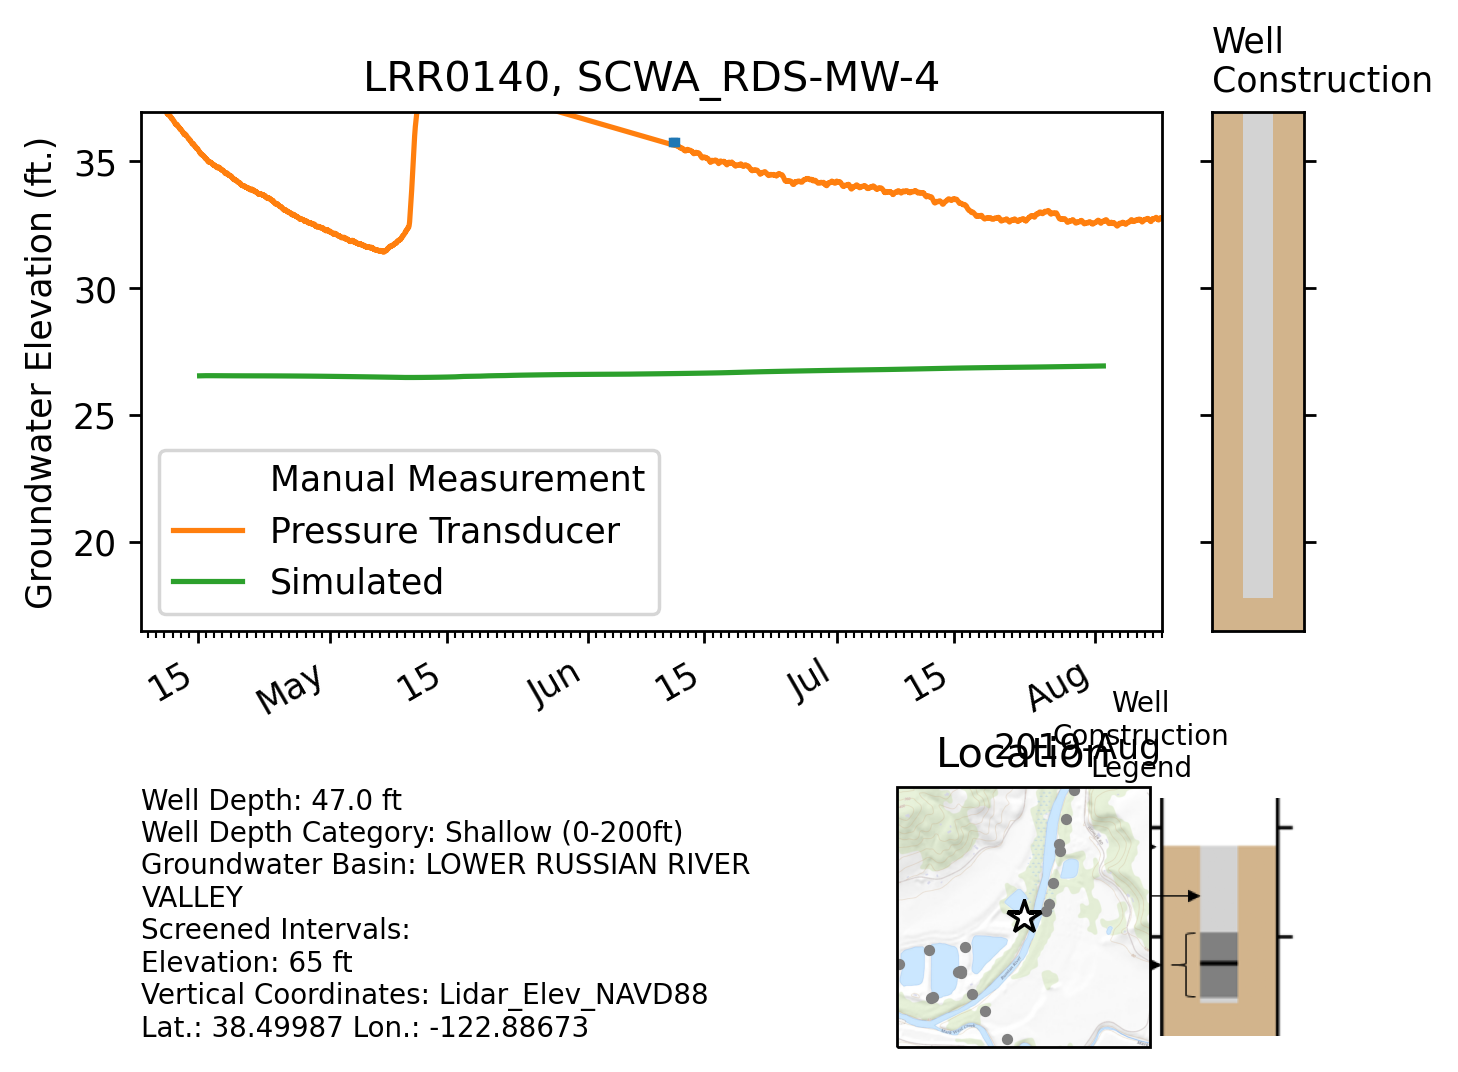 Well
Construction
LRR0140, SCWA_RDS-MW-4
Groundwater Elevation (ft.)
35
30
25
20
Manual Measurement
Pressure Transducer
Simulated
15
May
15
Jun
15
Jul
15
Aug
2019-Aug
Location
Well
Construction
Legend
Well Depth: 47.0 ft
Well Depth Category: Shallow (0-200ft)
Groundwater Basin: LOWER RUSSIAN RIVER
VALLEY
Screened Intervals:
Elevation: 65 ft
Vertical Coordinates: Lidar_Elev_NAVD88
Lat.: 38.49987 Lon.: -122.88673